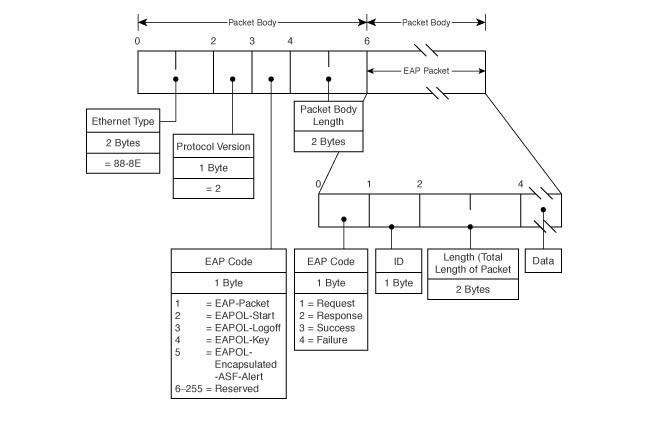 Packet Body
Packet Body
0
2
3
4
6
EAP Packet
Ethernet Type
2 Bytes
= 88-8E
Protocol Version
1 Byte
= 2
Packet Body
Length
2 Bytes
0
1
2
4
EAP Code
1 Byte
1 = EAP-Packet
2 = EAPOL-Start
3 = EAPOL-Logoff
4 = EAPOL-Key
5 = EAPOL-
Encapsulated
-ASF-Alert
6–255 = Reserved
EAP Code
1 Byte
1 = Request
2 = Response
3 = Success
4 = Failure
ID
1 Byte
Length (Total
Length of Packet
2 Bytes
Data